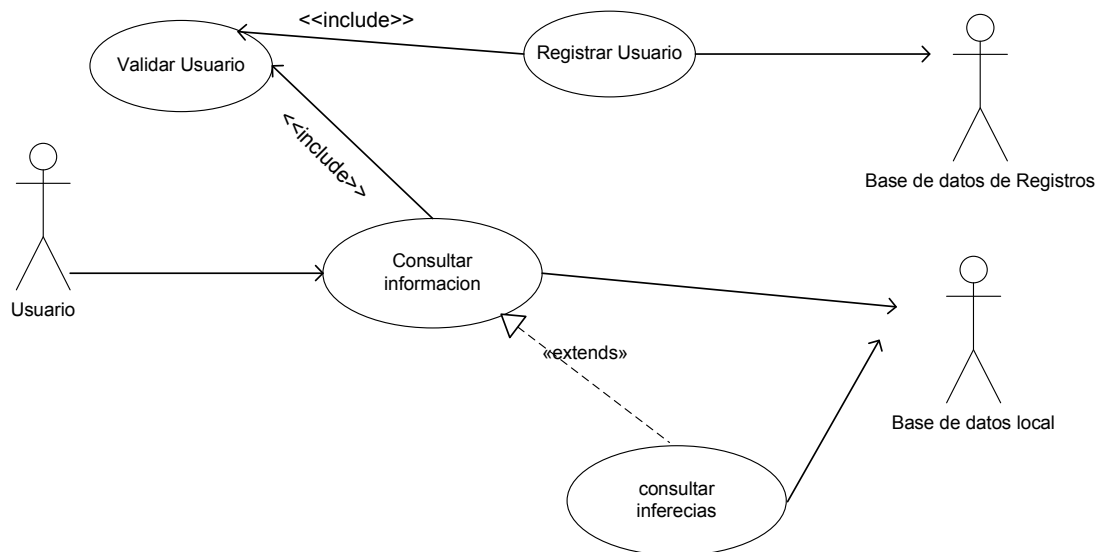 <<include>>
Validar Usuario
Registrar Usuario
<<include>>
Base de datos de Registros
Consultar
informacion
Usuario
«extends»
Base de datos local
consultar
inferecias